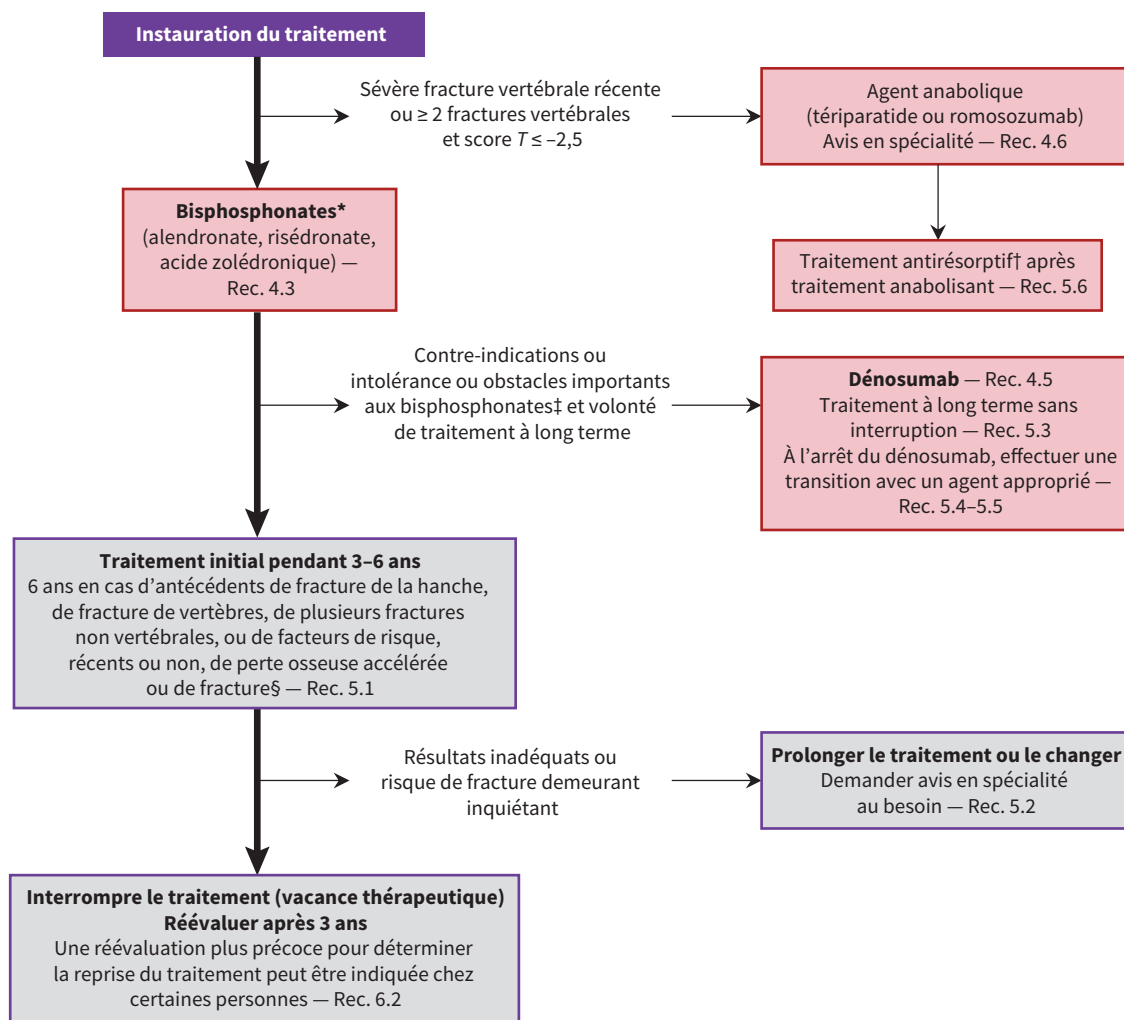 Instauration du traitement
Sévère fracture vertébrale récente
ou ≥ 2 fractures vertébrales
et score T ≤ –2,5
Agent anabolique
(tériparatide ou romosozumab)
Avis en spécialité — Rec. 4.6
Bisphosphonates*
(alendronate, risédronate,
acide zolédronique) —
Rec. 4.3
Traitement antirésorptif† après
traitement anabolisant — Rec. 5.6
Contre-indications ou
intolérance ou obstacles importants
aux bisphosphonates‡ et volonté
de traitement à long terme
Dénosumab — Rec. 4.5
Traitement à long terme sans
interruption — Rec. 5.3
À l’arrêt du dénosumab, effectuer une
transition avec un agent approprié —
Rec. 5.4–5.5
Traitement initial pendant 3–6 ans
6 ans en cas d’antécédents de fracture de la hanche,
de fracture de vertèbres, de plusieurs fractures
non vertébrales, ou de facteurs de risque,
récents ou non, de perte osseuse accélérée
ou de fracture§ — Rec. 5.1
Résultats inadéquats ou
risque de fracture demeurant
inquiétant
Prolonger le traitement ou le changer
Demander avis en spécialité
au besoin — Rec. 5.2
Interrompre le traitement (vacance thérapeutique)
Réévaluer après 3 ans
Une réévaluation plus précoce pour déterminer
la reprise du traitement peut être indiquée chez
certaines personnes — Rec. 6.2